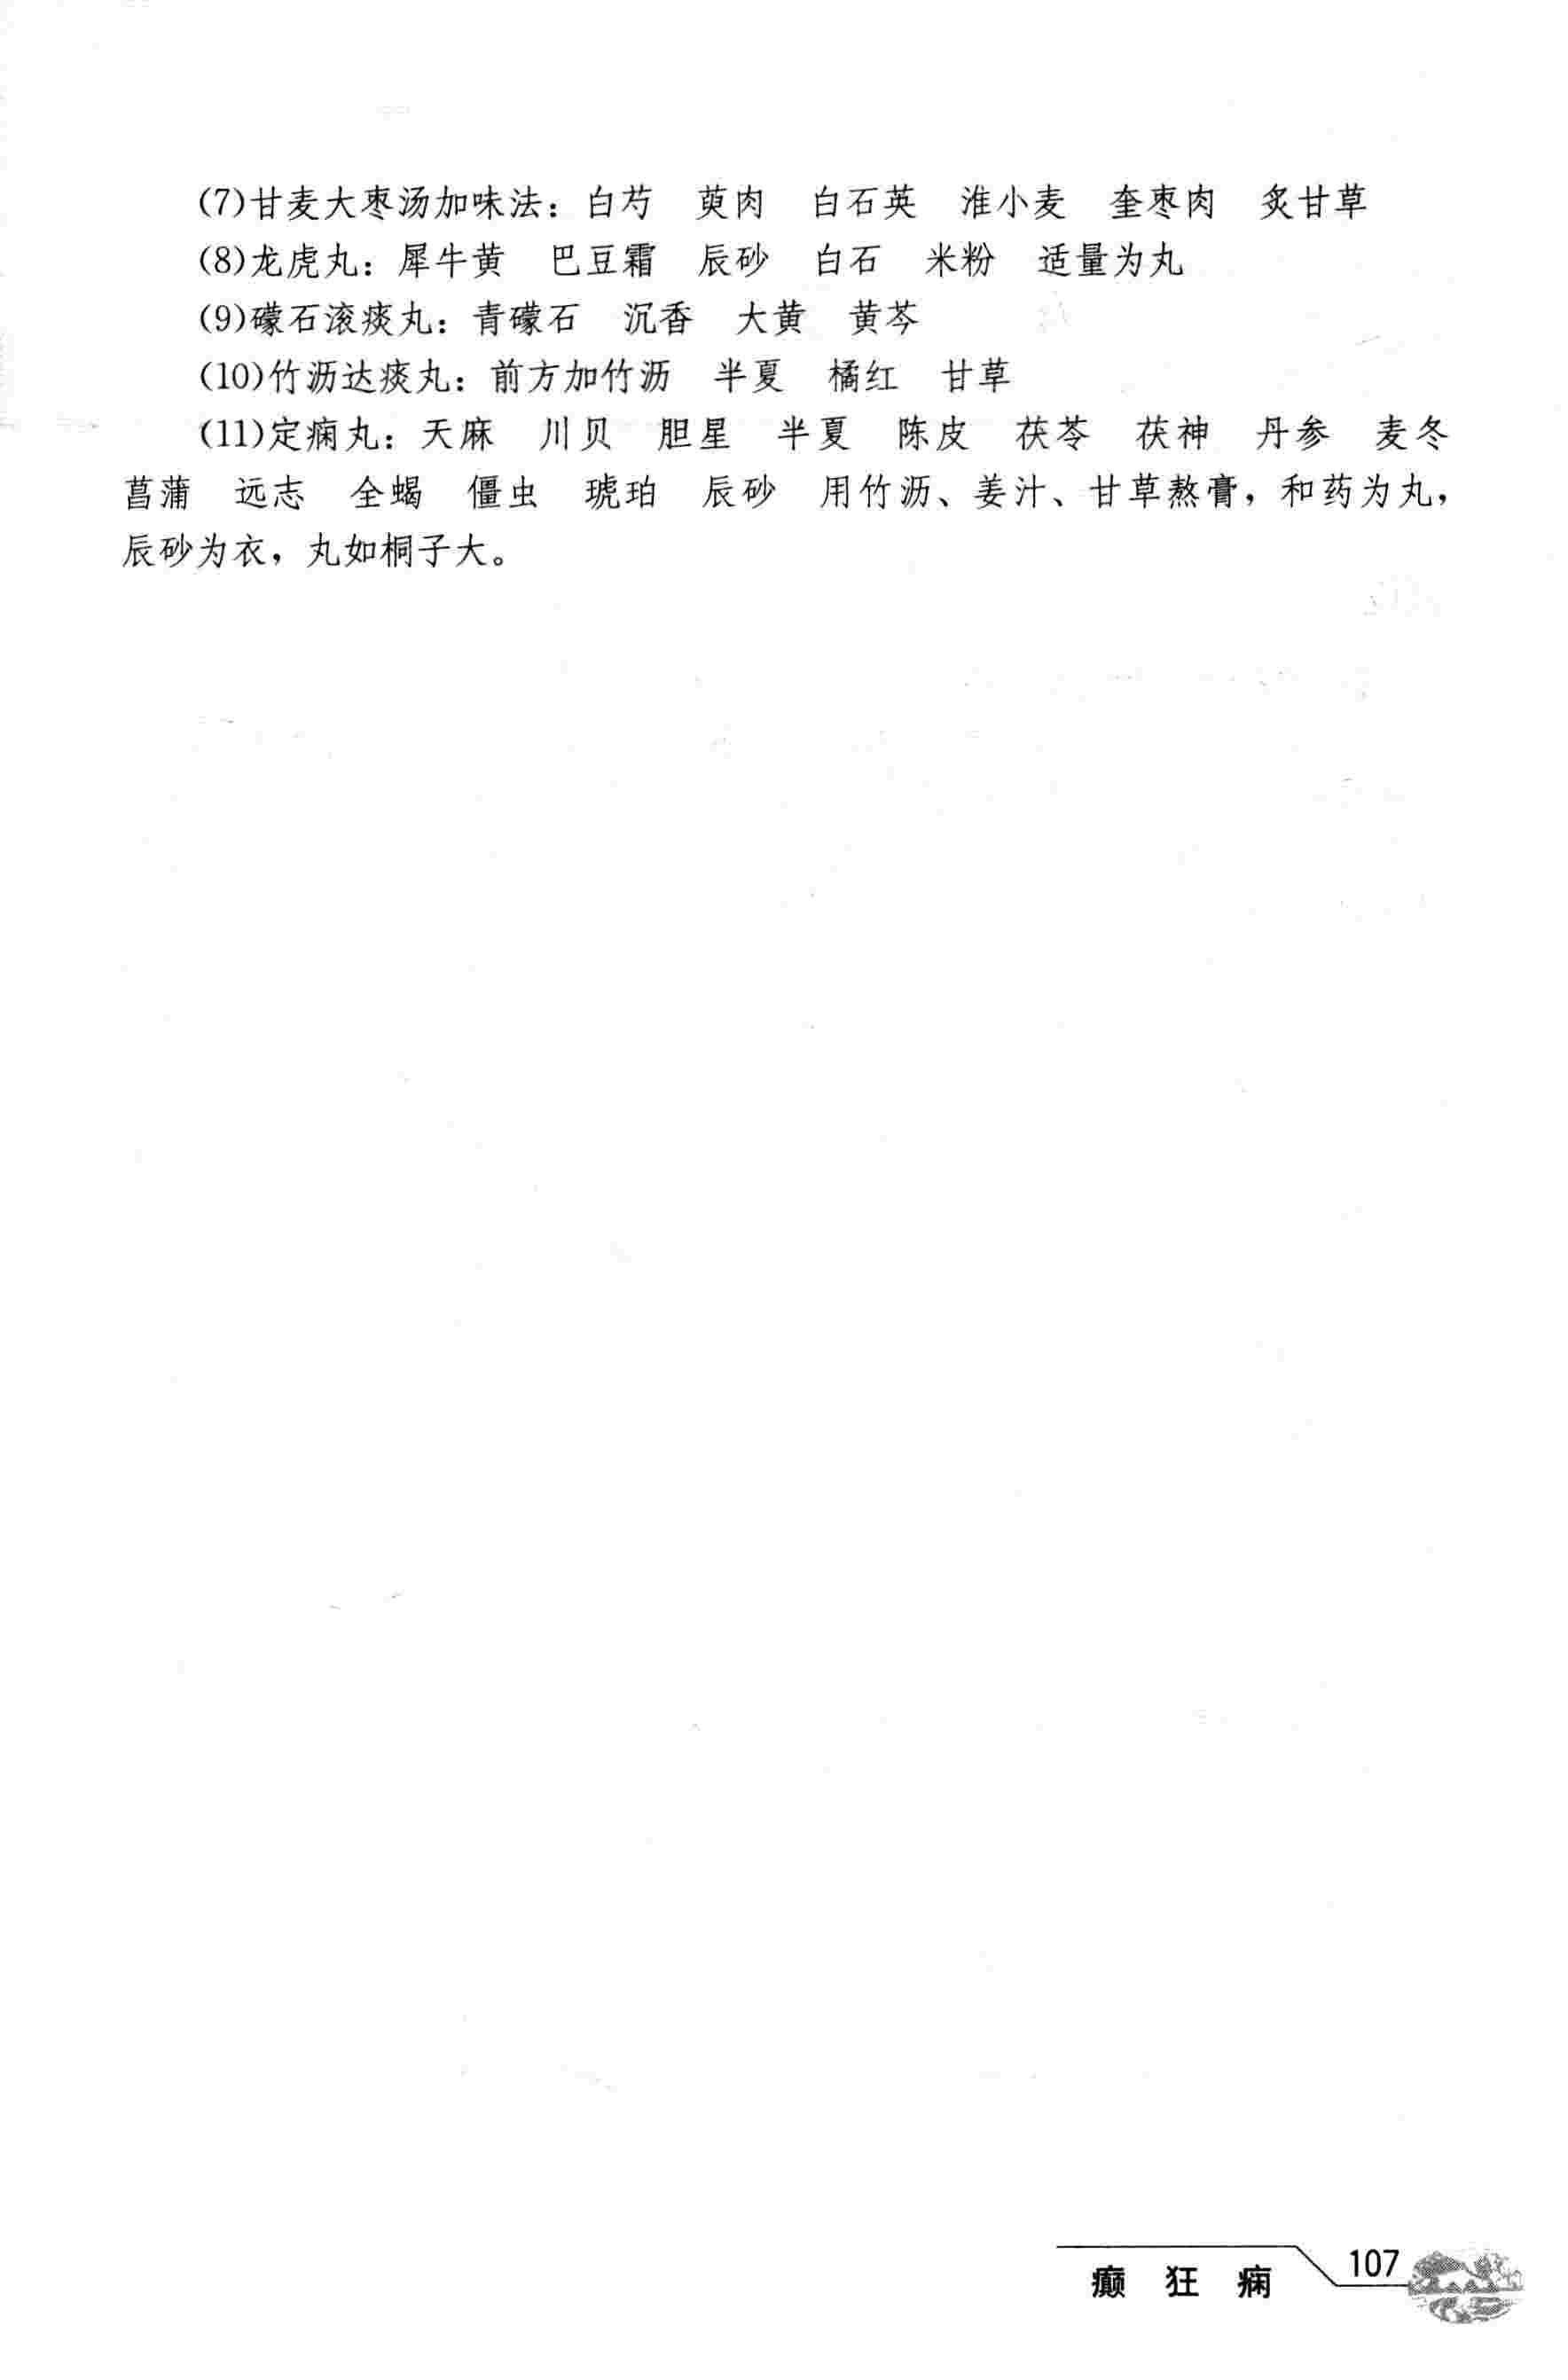 (7)甘麦大枣汤加味法：白芍　萸肉　白石英　淮小麦　奎枣肉　炙甘草
(8)龙虎丸：犀牛黄　巴豆霜　辰砂　白石　米粉　适量为丸
(9)礞石滚痰丸：青礞石　沉香　大黄　黄芩
(10)竹沥达痰丸：前方加竹沥　半夏　橘红　甘草
(11)定痫丸：天麻　川贝　胆星　半夏　陈皮　茯苓　茯神　丹参　麦冬
菖蒲　远志　全蝎　僵虫　琥珀　辰砂　用竹沥、姜汁、甘草熬膏，和药为丸，
辰砂为衣，丸如桐子大。
癫　狂　痫
107